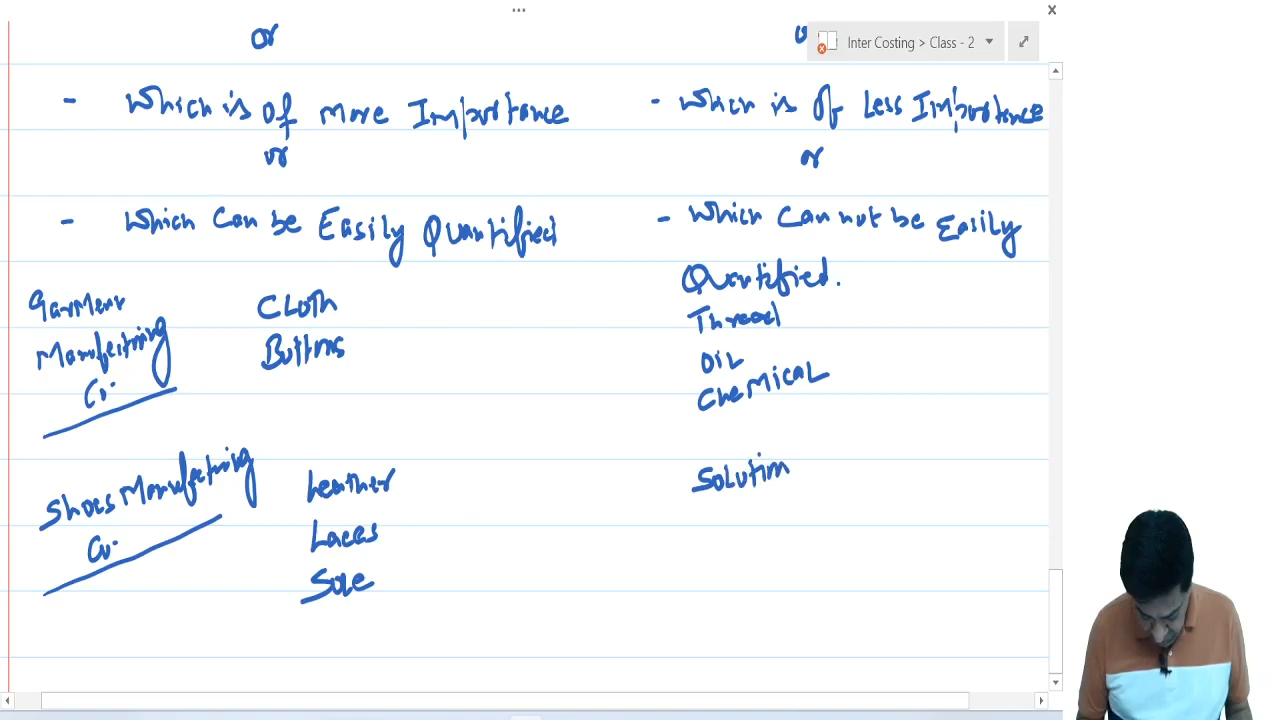 ...
x
or
Inter Costing > Class - 2
- Which is of More Importance
- Which is of Less Importance
or
or
- Which Can be Easily Quantified
- Which Can not be Easily
Quantified.
Garment
Manufeitring
Co.
Cloth
Buttons
Thread
Oil
Chemical
Shoes Manufectring
Co.
Leather
Laces
Sole
Solution